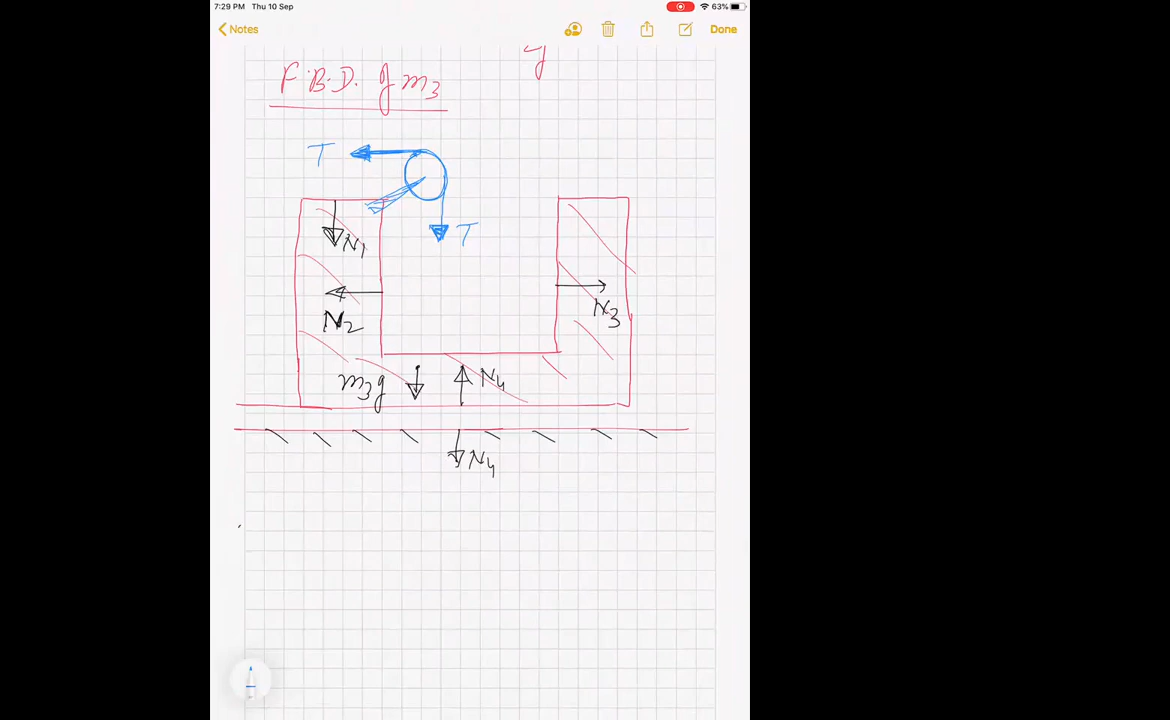 7:29 PM Thu 10 Sep
63%
Notes
Done
y
F.B.D. of m3
T
T
N1
N2
N3
m3g
N4
N4